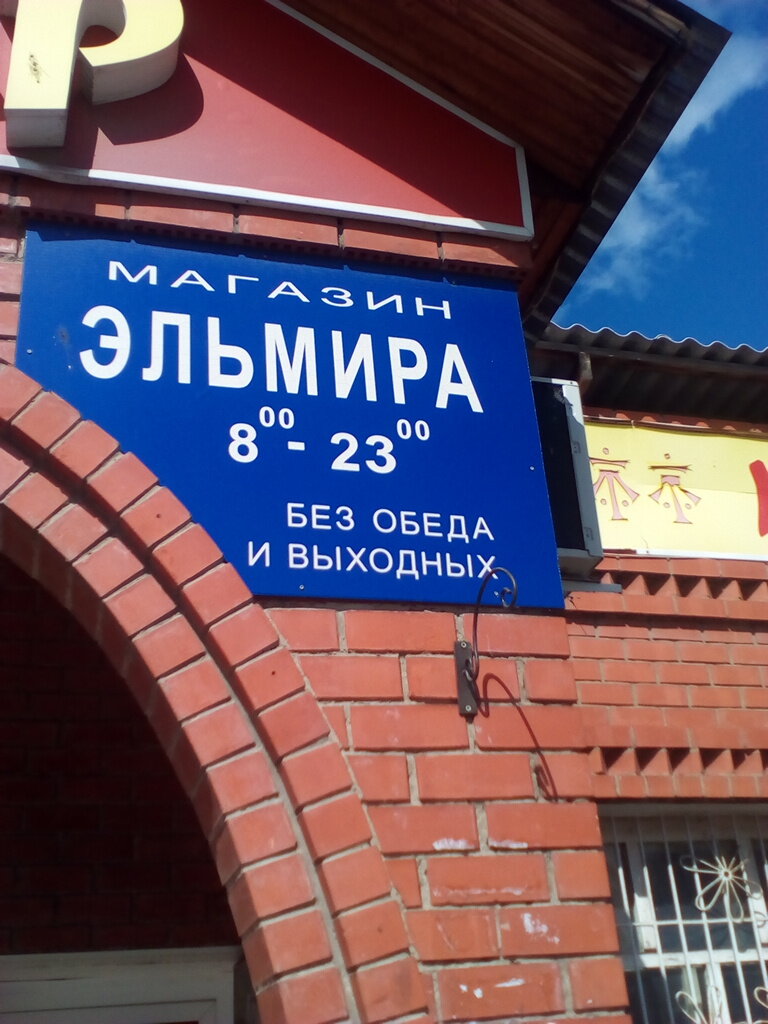 Р
МАГАЗИН
ЭЛЬМИРА
8⁰⁰ - 23⁰⁰
БЕЗ ОБЕДА
И ВЫХОДНЫХ